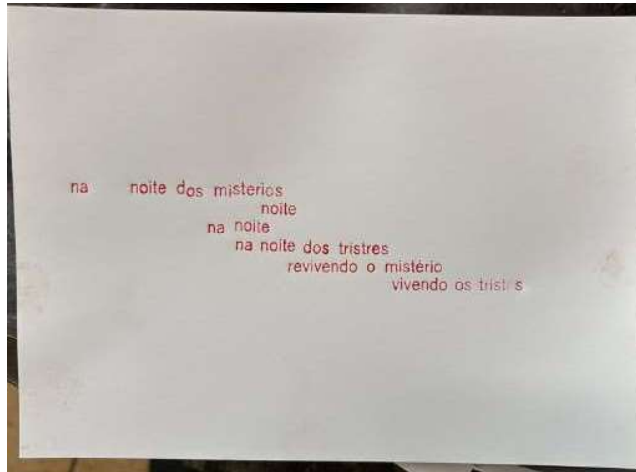 na noite dos misterios
noite
na noite
na noite dos tristres
revivendo o mistério
vivendo os